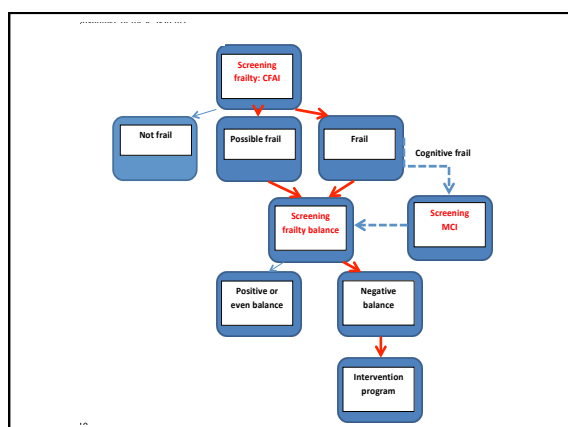 Screening
frailty: CFAI
Not frail
Possible frail
Frail
Cognitive frail
Screening
frailty balance
Screening
MCI
Positive or
even balance
Negative
balance
Intervention
program